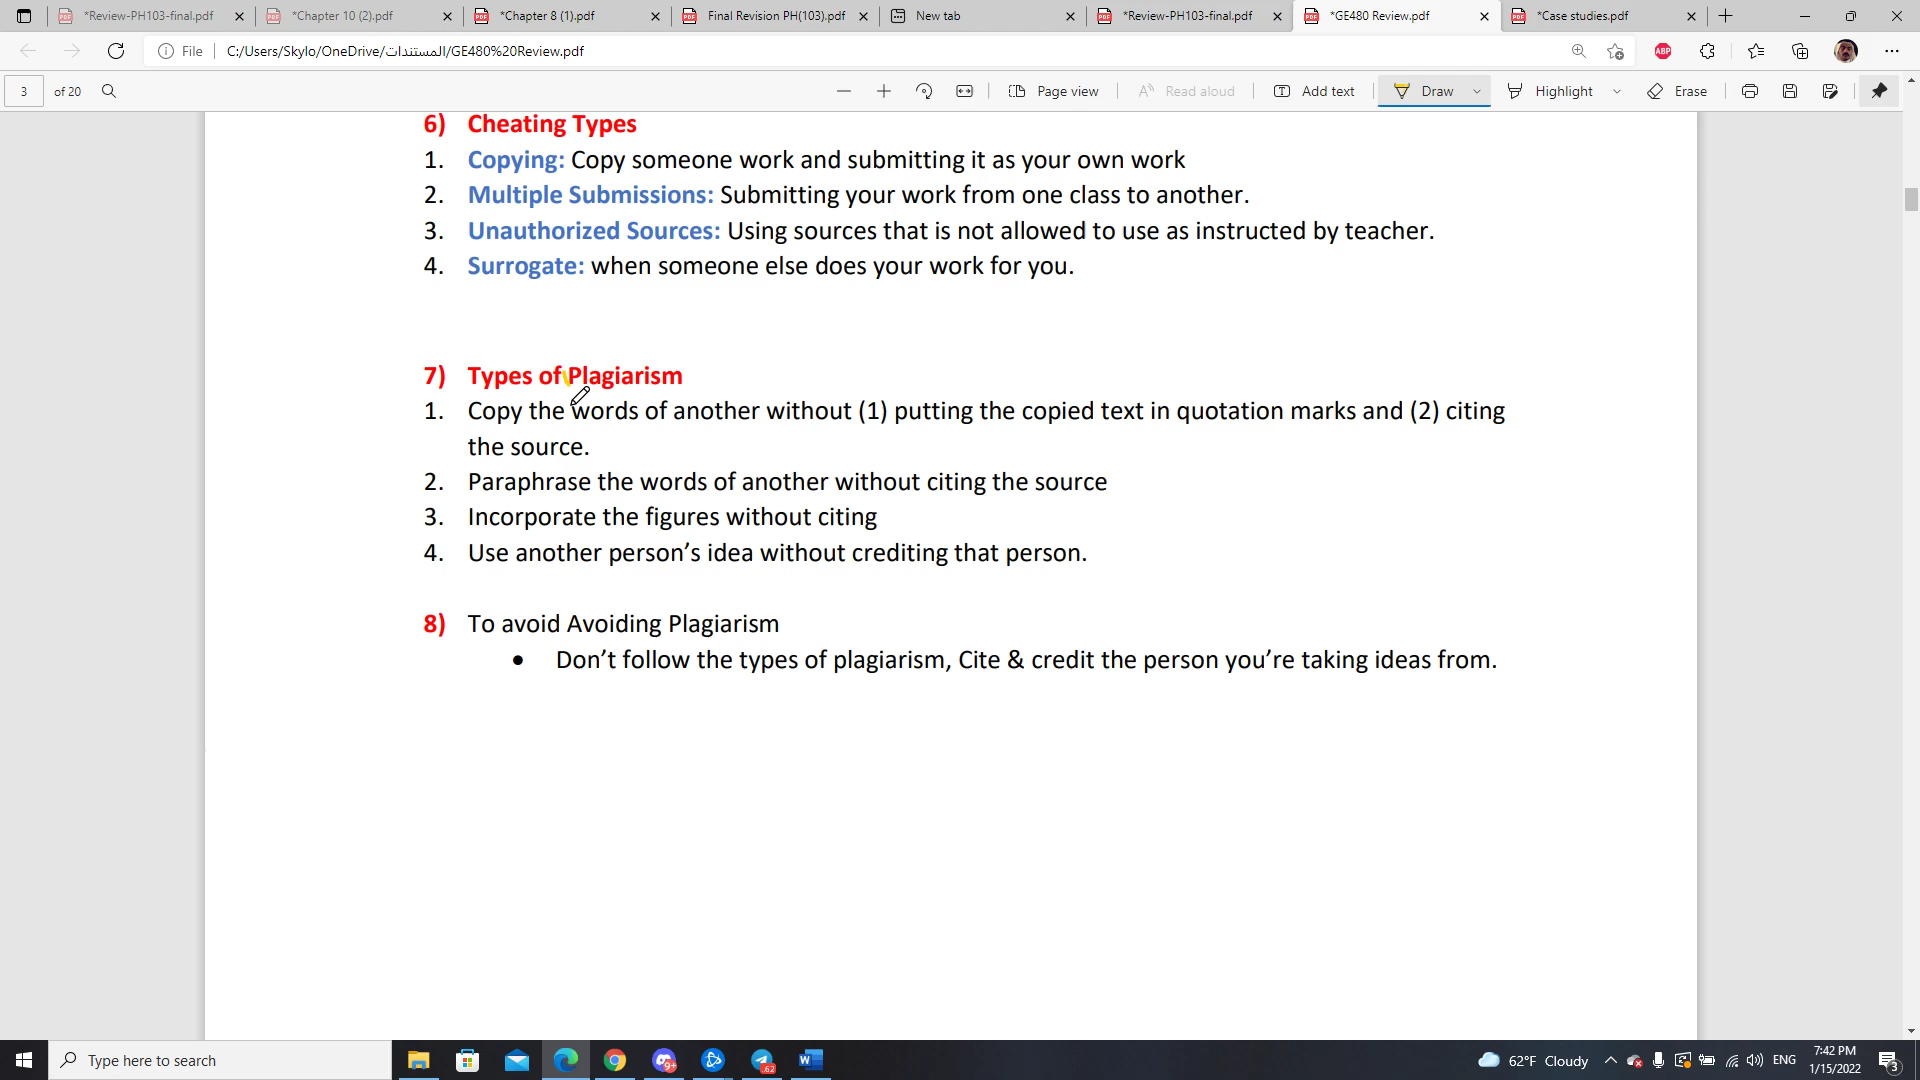 *Review-PH103-final.pdf
*Chapter 10 (2).pdf
*Chapter 8 (1).pdf
Final Revision PH(103).pdf
New tab
*Review-PH103-final.pdf
*GE480 Review.pdf
*Case studies.pdf
File
C:/Users/Skylo/OneDrive/المستندات/GE480%20Review.pdf
ABP
3 of 20
Page view
Read aloud
Add text
Draw
Highlight
Erase
6) Cheating Types
1. Copying: Copy someone work and submitting it as your own work
2. Multiple Submissions: Submitting your work from one class to another.
3. Unauthorized Sources: Using sources that is not allowed to use as instructed by teacher.
4. Surrogate: when someone else does your work for you.
7) Types of Plagiarism
1. Copy the words of another without (1) putting the copied text in quotation marks and (2) citing
the source.
2. Paraphrase the words of another without citing the source
3. Incorporate the figures without citing
4. Use another person’s idea without crediting that person.
8) To avoid Avoiding Plagiarism
• Don’t follow the types of plagiarism, Cite & credit the person you’re taking ideas from.
Type here to search
9+
62
62°F Cloudy
ENG
7:42 PM
1/15/2022
3